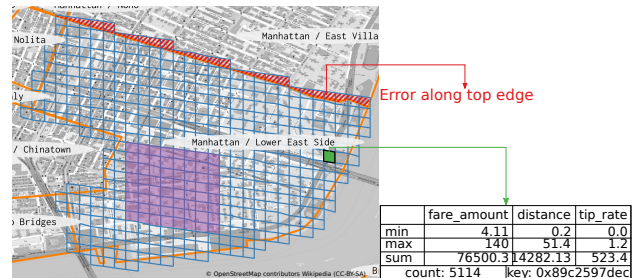 Manhattan / NoHo
Nolita
Manhattan / East Villa
ly
Error along top edge
/ Chinatown
Manhattan / Lower East Side
Bridges
fare_amount distance tip_rate
min 4.11 0.2 0.0
max 140 51.4 1.2
sum 76500.3 14282.13 523.4
count: 5114 key: 0x89c2597dec
© OpenStreetMap contributors Wikipedia (CC-BY-SA)
B